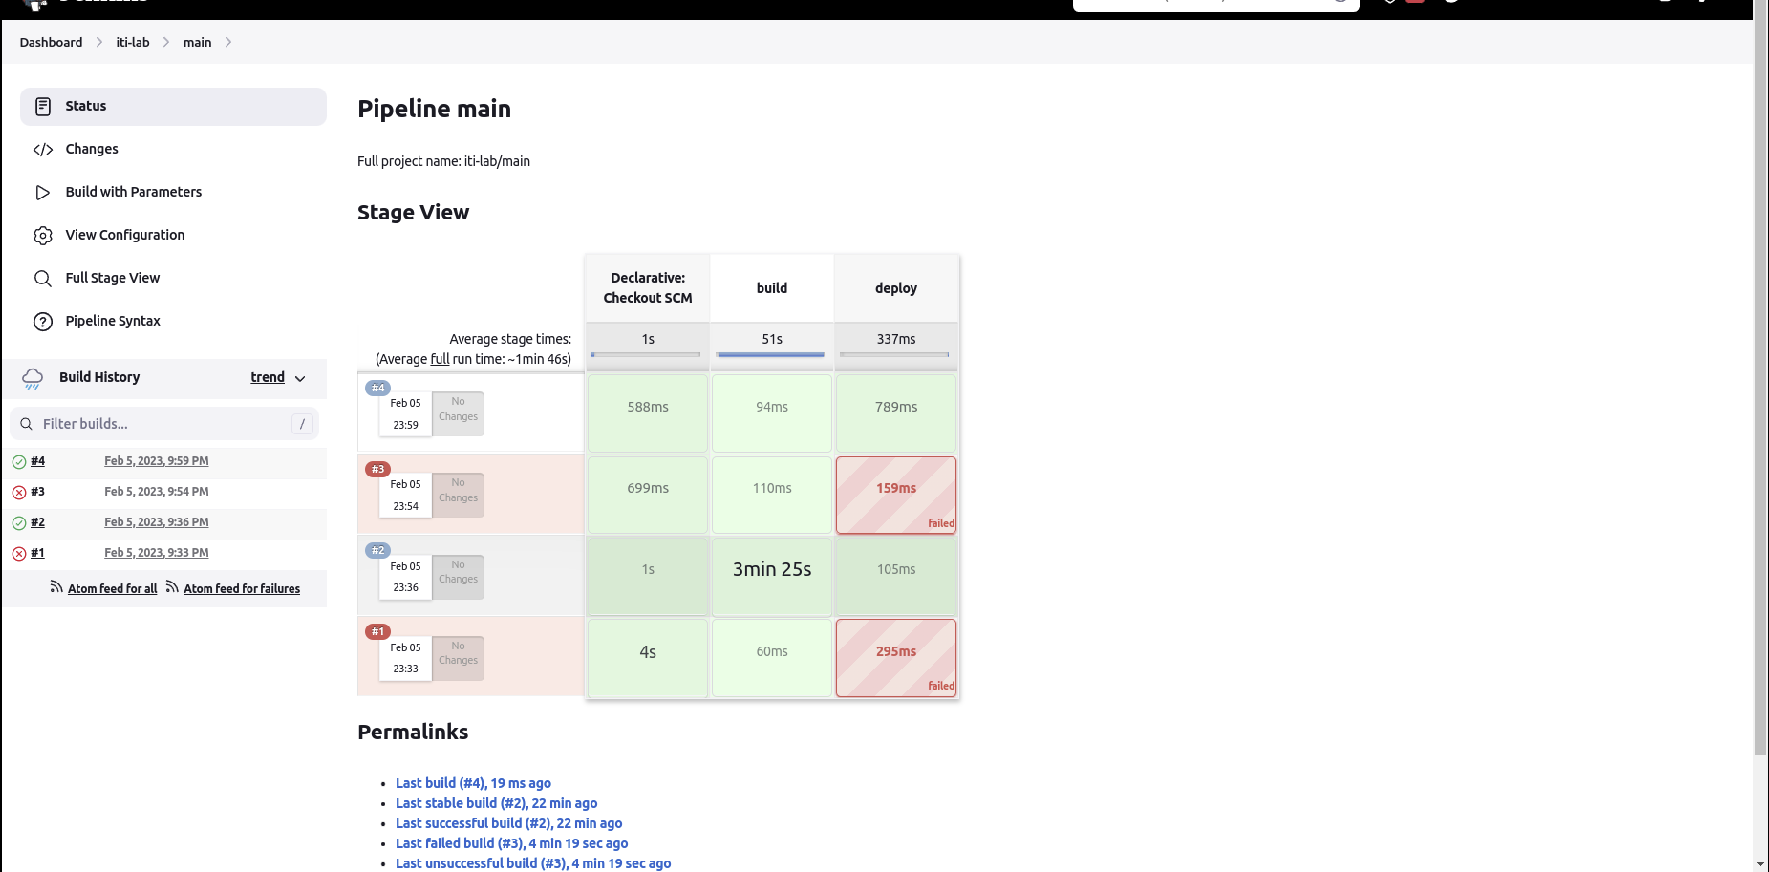 Dashboard
iti-lab
main
Status
Changes
Build with Parameters
View Configuration
Full Stage View
Pipeline Syntax
Build History
trend
Filter builds...
/
#4 Feb 5, 2023, 9:59 PM
#3 Feb 5, 2023, 9:54 PM
#2 Feb 5, 2023, 9:36 PM
#1 Feb 5, 2023, 9:33 PM
Atom feed for all Atom feed for failures
Pipeline main
Full project name: iti-lab/main
Stage View
Declarative:
Checkout SCM
build
deploy
Average stage times:
(Average full run time: ~1min 46s)
1s
51s
337ms
#4
Feb 05
23:59
No
Changes
588ms
94ms
789ms
#3
Feb 05
23:54
No
Changes
699ms
110ms
159ms
failed
#2
Feb 05
23:36
No
Changes
1s
3min 25s
105ms
#1
Feb 05
23:33
No
Changes
4s
60ms
295ms
failed
Permalinks
Last build (#4), 19 ms ago
Last stable build (#2), 22 min ago
Last successful build (#2), 22 min ago
Last failed build (#3), 4 min 19 sec ago
Last unsuccessful build (#3), 4 min 19 sec ago